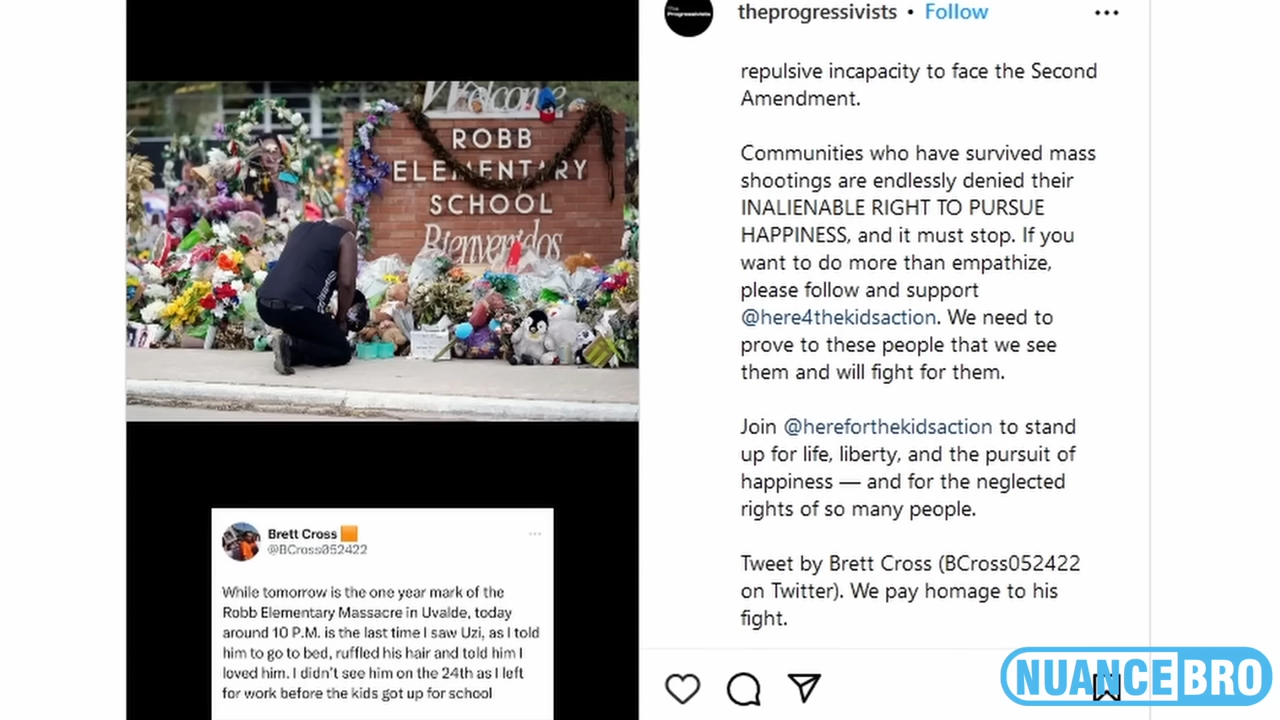 Welcome
ROBB
ELEMENTARY
SCHOOL
Bienvenidos
Brett Cross
@BCross052422
While tomorrow is the one year mark of the
Robb Elementary Massacre in Uvalde, today
around 10 P.M. is the last time I saw Uzi, as I told
him to go to bed, ruffled his hair and told him I
loved him. I didn't see him on the 24th as I left
for work before the kids got up for school
theprogressivists • Follow
repulsive incapacity to face the Second
Amendment.
Communities who have survived mass
shootings are endlessly denied their
INALIENABLE RIGHT TO PURSUE
HAPPINESS, and it must stop. If you
want to do more than empathize,
please follow and support
@here4thekidsaction. We need to
prove to these people that we see
them and will fight for them.
Join @hereforthekidsaction to stand
up for life, liberty, and the pursuit of
happiness — and for the neglected
rights of so many people.
Tweet by Brett Cross (BCross052422
on Twitter). We pay homage to his
fight.
NUANCEBRO